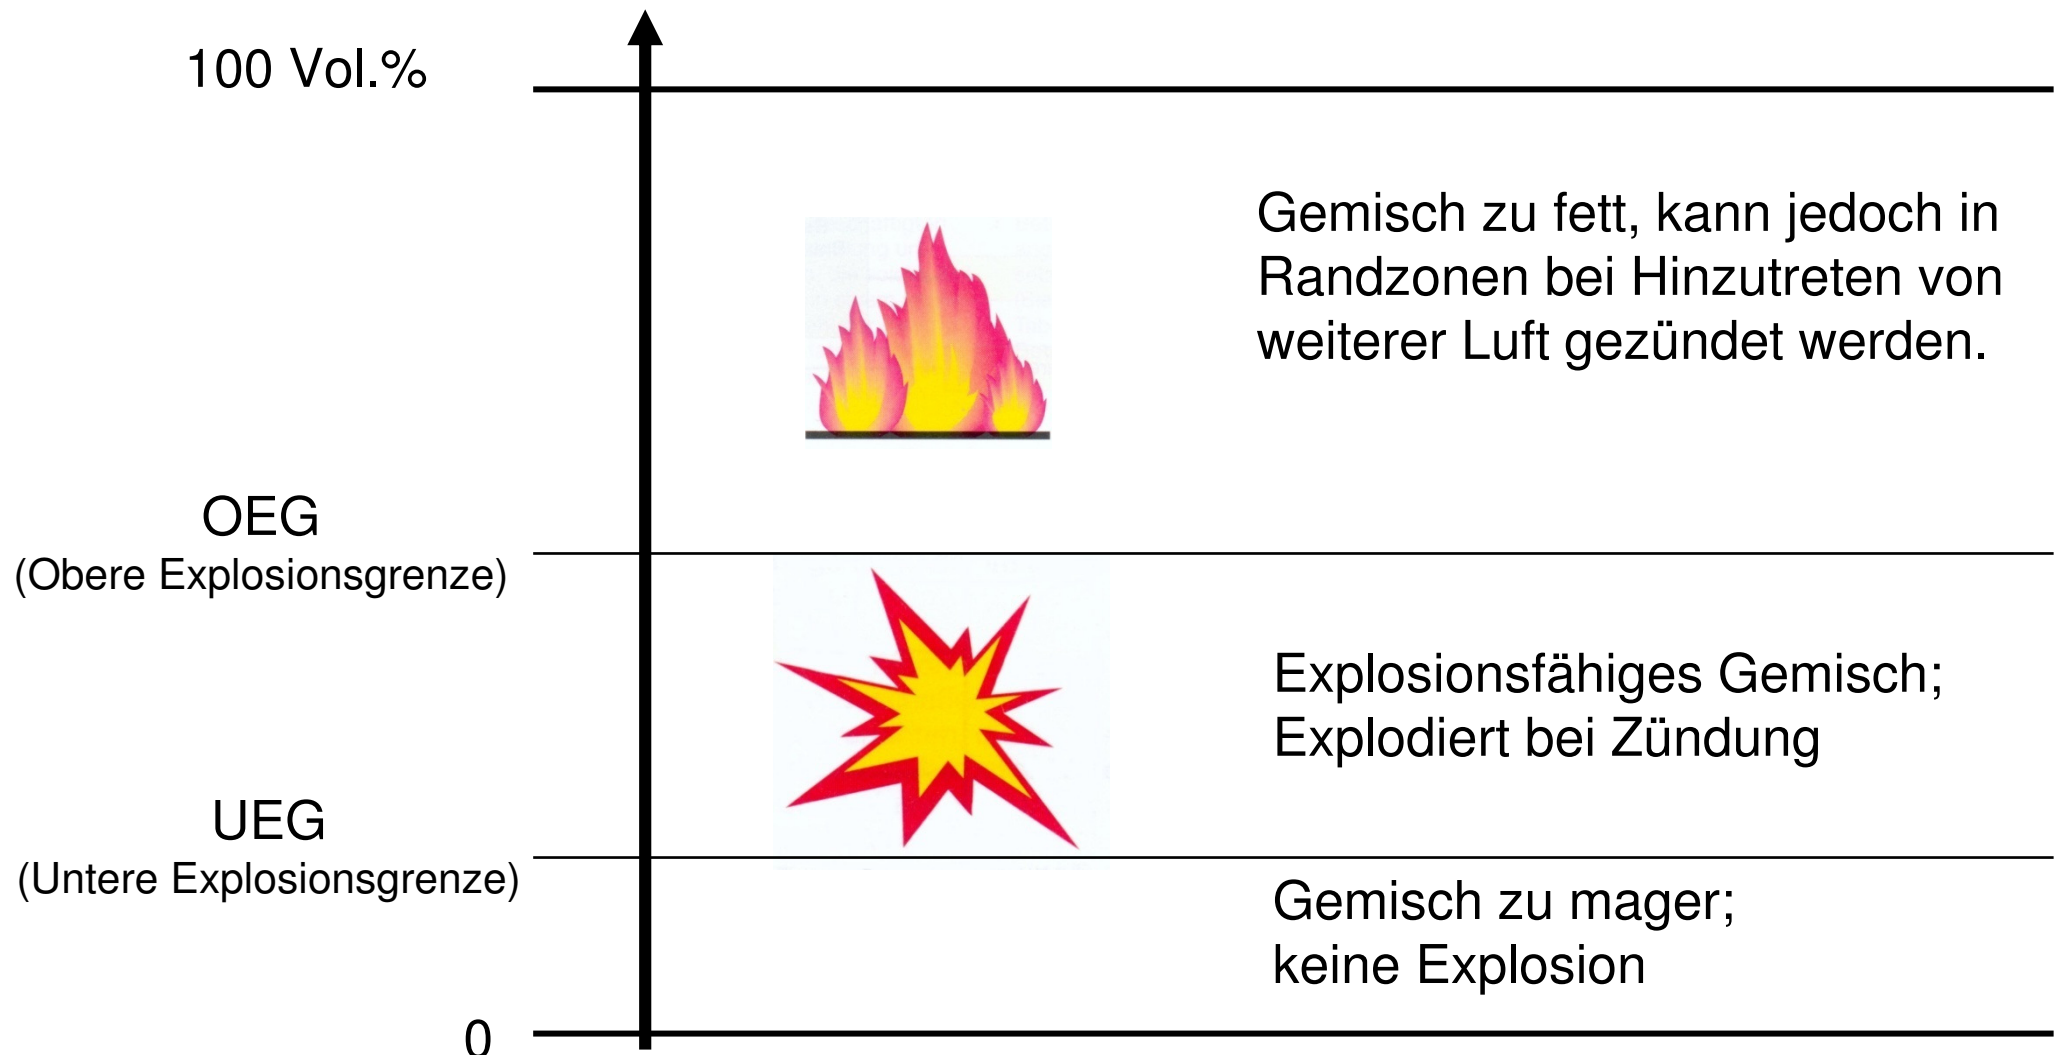 100 Vol.%
Gemisch zu fett, kann jedoch in
Randzonen bei Hinzutreten von
weiterer Luft gezündet werden.
OEG
(Obere Explosionsgrenze)
Explosionsfähiges Gemisch;
Explodiert bei Zündung
UEG
(Untere Explosionsgrenze)
Gemisch zu mager;
keine Explosion
0